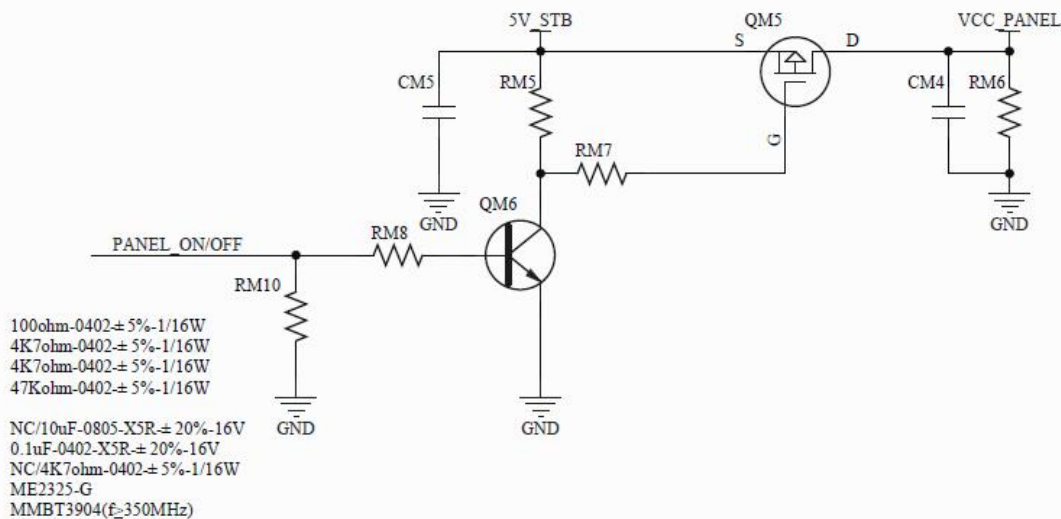 5V_STB
QM5
VCC_PANEL
S
D
CM5
RM5
CM4
RM6
G
RM7
GND
GND
QM6
PANEL_ON/OFF
RM8
RM10
100ohm-0402-±5%-1/16W
4K7ohm-0402-±5%-1/16W
4K7ohm-0402-±5%-1/16W
47Kohm-0402-±5%-1/16W
GND
GND
NC/10uF-0805-X5R-±20%-16V
0.1uF-0402-X5R-±20%-16V
NC/4K7ohm-0402-±5%-1/16W
ME2325-G
MMBT3904(f≥350MHz)